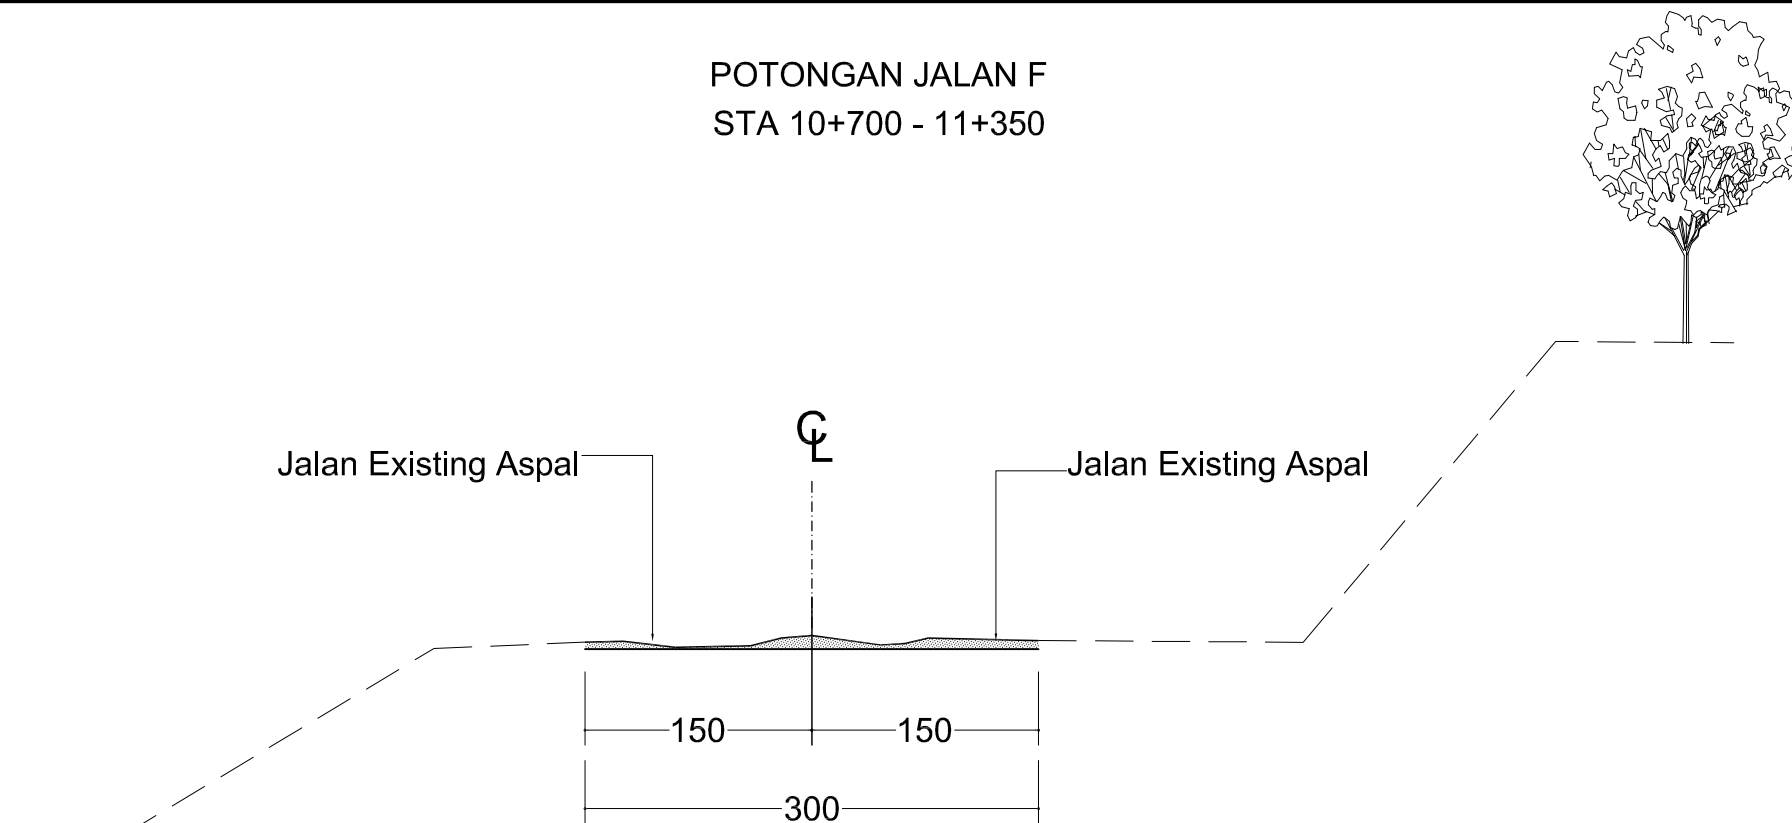 POTONGAN JALAN F
STA 10+700 - 11+350
CL
Jalan Existing Aspal
Jalan Existing Aspal
150
150
300